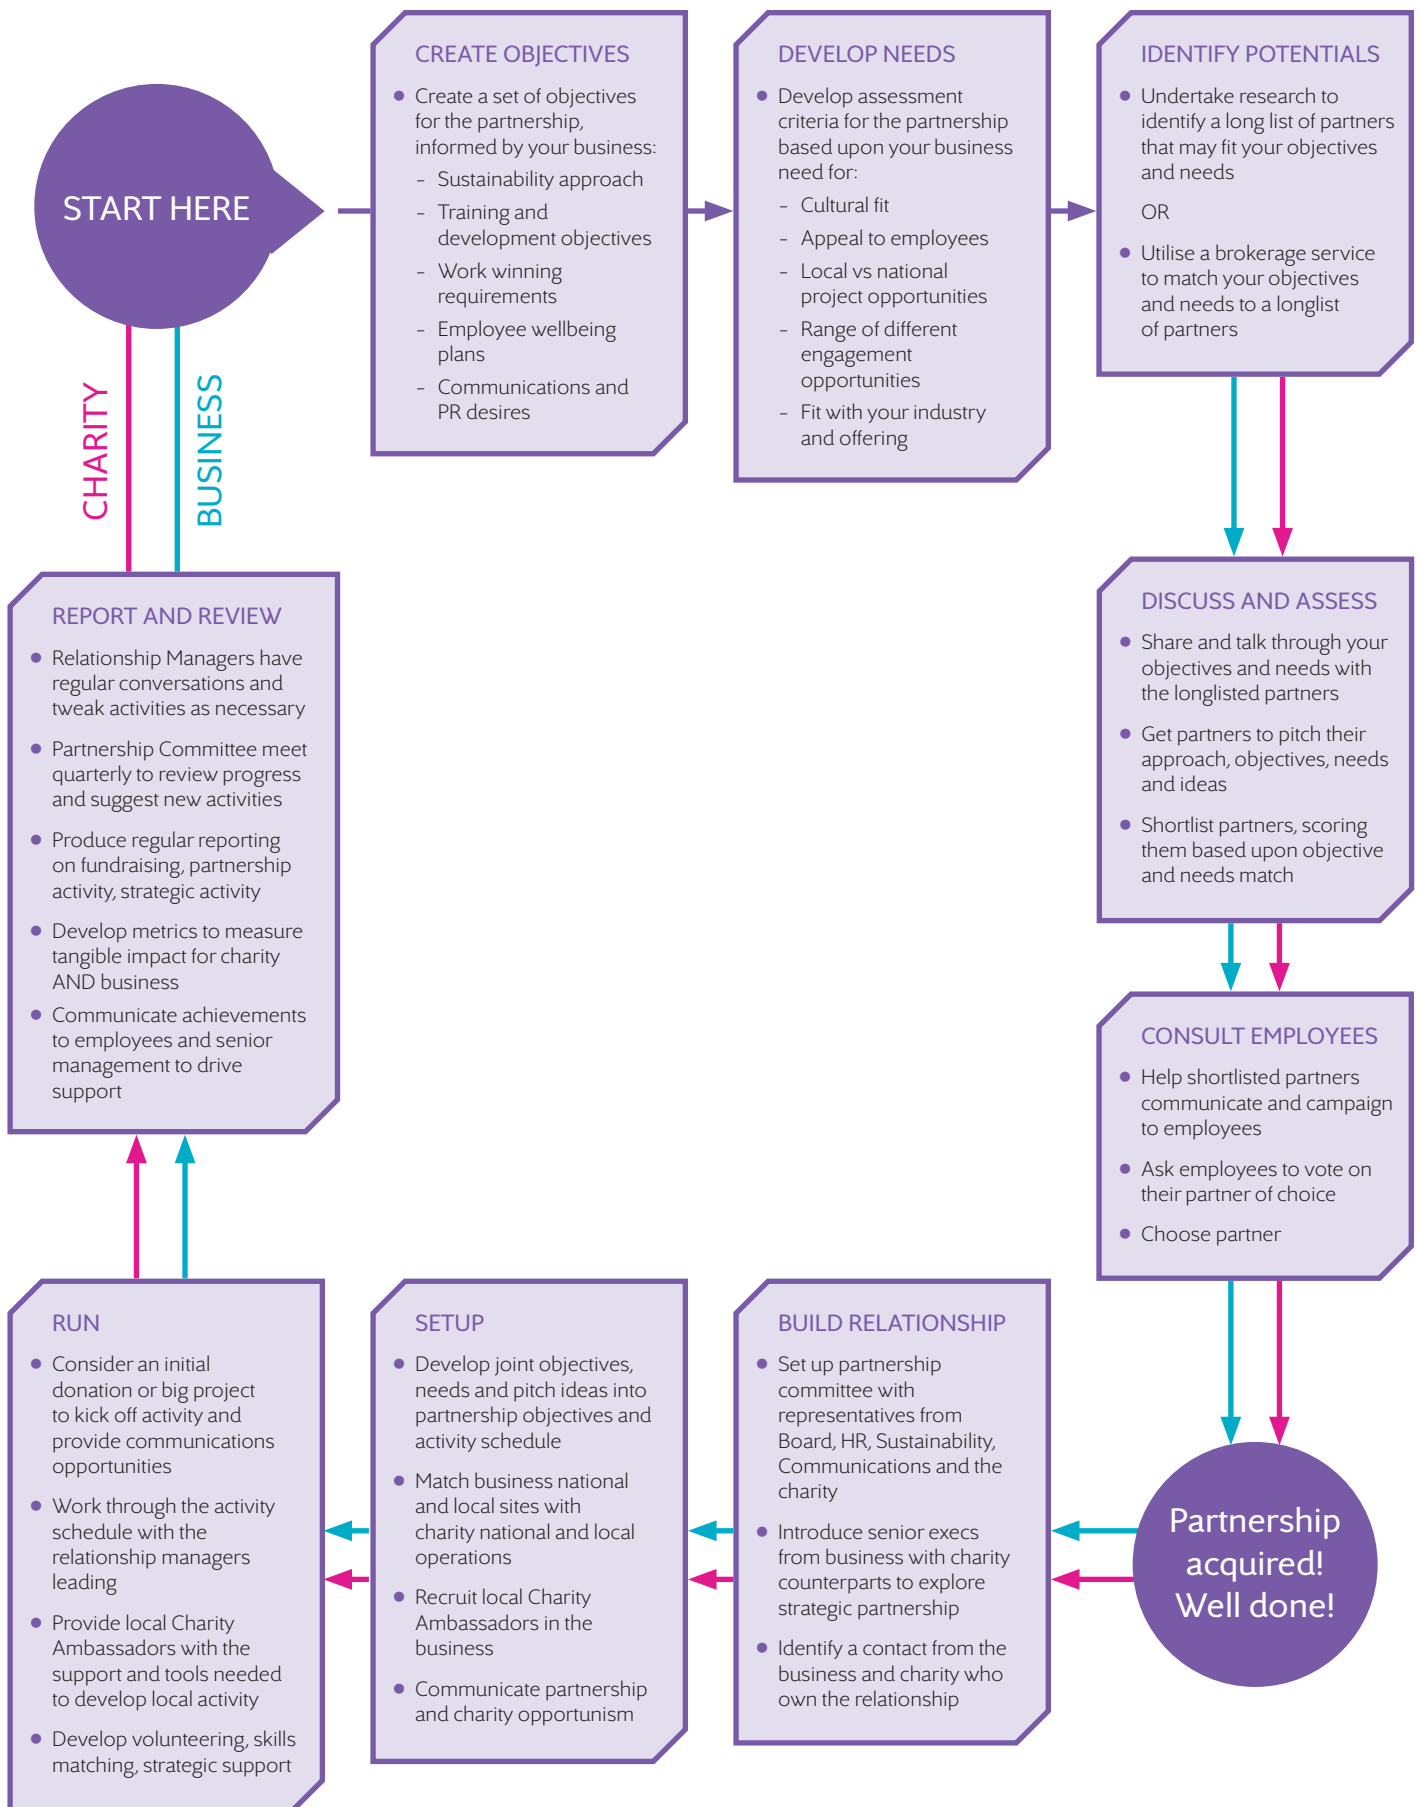 START HERE
CHARITY
BUSINESS
CREATE OBJECTIVES
● Create a set of objectives
for the partnership,
informed by your business:
- Sustainability approach
- Training and
development objectives
- Work winning
requirements
- Employee wellbeing
plans
- Communications and
PR desires
DEVELOP NEEDS
● Develop assessment
criteria for the partnership
based upon your business
need for:
- Cultural fit
- Appeal to employees
- Local vs national
project opportunities
- Range of different
engagement
opportunities
- Fit with your industry
and offering
IDENTIFY POTENTIALS
● Undertake research to
identify a long list of partners
that may fit your objectives
and needs
OR
● Utilise a brokerage service
to match your objectives
and needs to a longlist
of partners
DISCUSS AND ASSESS
● Share and talk through your
objectives and needs with
the longlisted partners
● Get partners to pitch their
approach, objectives, needs
and ideas
● Shortlist partners, scoring
them based upon objective
and needs match
CONSULT EMPLOYEES
● Help shortlisted partners
communicate and campaign
to employees
● Ask employees to vote on
their partner of choice
● Choose partner
Partnership
acquired!
Well done!
BUILD RELATIONSHIP
● Set up partnership
committee with
representatives from
Board, HR, Sustainability,
Communications and the
charity
● Introduce senior execs
from business with charity
counterparts to explore
strategic partnership
● Identify a contact from the
business and charity who
own the relationship
SETUP
● Develop joint objectives,
needs and pitch ideas into
partnership objectives and
activity schedule
● Match business national
and local sites with
charity national and local
operations
● Recruit local Charity
Ambassadors in the
business
● Communicate partnership
and charity opportunism
RUN
● Consider an initial
donation or big project
to kick off activity and
provide communications
opportunities
● Work through the activity
schedule with the
relationship managers
leading
● Provide local Charity
Ambassadors with the
support and tools needed
to develop local activity
● Develop volunteering, skills
matching, strategic support
REPORT AND REVIEW
● Relationship Managers have
regular conversations and
tweak activities as necessary
● Partnership Committee meet
quarterly to review progress
and suggest new activities
● Produce regular reporting
on fundraising, partnership
activity, strategic activity
● Develop metrics to measure
tangible impact for charity
AND business
● Communicate achievements
to employees and senior
management to drive
support